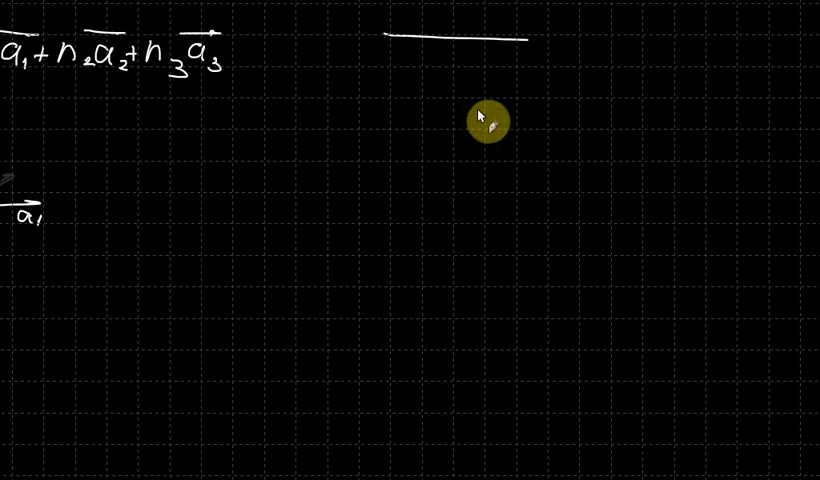 a₁ + n₂a₂ + n₃a₃
a₁